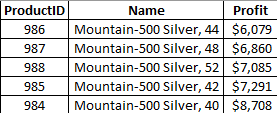 ProductID Name Profit
986 Mountain-500 Silver, 44 $6,079
987 Mountain-500 Silver, 48 $6,860
988 Mountain-500 Silver, 52 $7,085
985 Mountain-500 Silver, 42 $7,291
984 Mountain-500 Silver, 40 $8,708